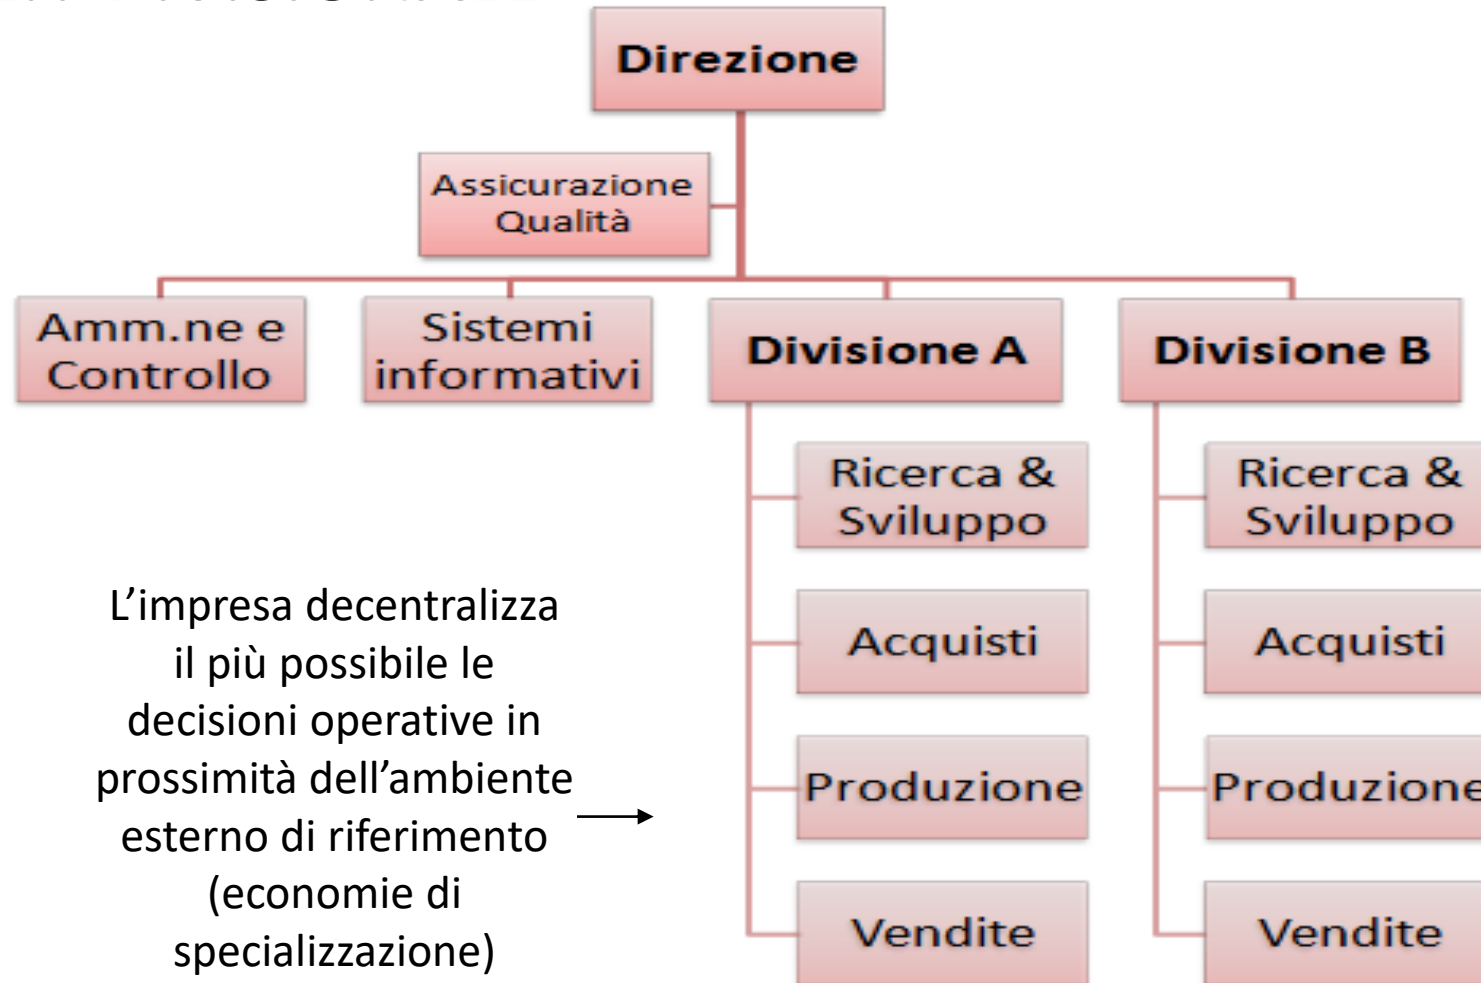 Direzione
Assicurazione
Qualità
Amm.ne e
Controllo
Sistemi
informativi
Divisione A
Divisione B
Ricerca &
Sviluppo
Acquisti
Produzione
Vendite
Ricerca &
Sviluppo
Acquisti
Produzione
Vendite
L’impresa decentralizza
il più possibile le
decisioni operative in
prossimità dell’ambiente
esterno di riferimento
(economie di
specializzazione)